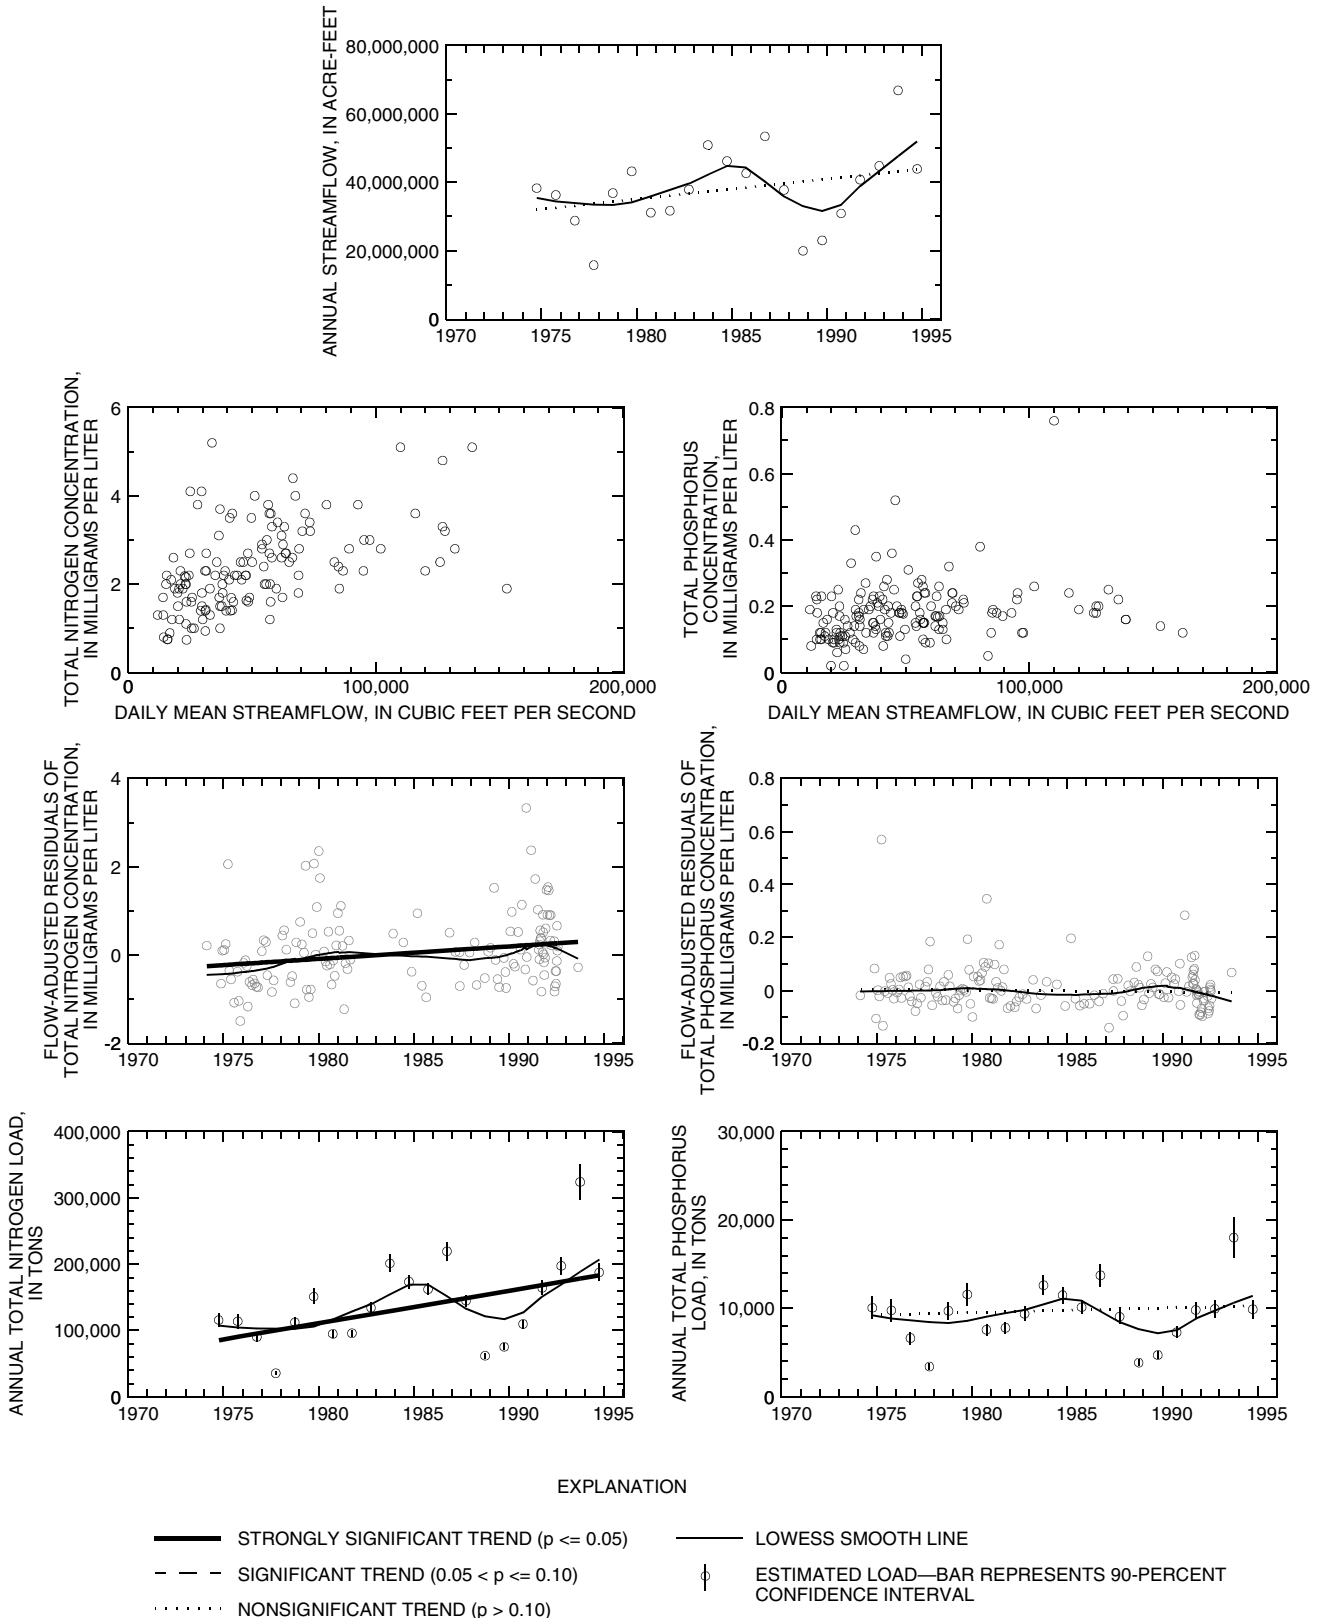 ANNUAL STREAMFLOW, IN ACRE-FEET
80,000,000
60,000,000
40,000,000
20,000,000
0
1970 1975 1980 1985 1990 1995
TOTAL NITROGEN CONCENTRATION,
IN MILLIGRAMS PER LITER
6
4
2
0
0 100,000 200,000
DAILY MEAN STREAMFLOW, IN CUBIC FEET PER SECOND
TOTAL PHOSPHORUS
CONCENTRATION,
IN MILLIGRAMS PER LITER
0.8
0.6
0.4
0.2
0
0 100,000 200,000
DAILY MEAN STREAMFLOW, IN CUBIC FEET PER SECOND
FLOW-ADJUSTED RESIDUALS OF
TOTAL NITROGEN CONCENTRATION,
IN MILLIGRAMS PER LITER
4
2
0
-2
1970 1975 1980 1985 1990 1995
FLOW-ADJUSTED RESIDUALS OF
TOTAL PHOSPHORUS CONCENTRATION,
IN MILLIGRAMS PER LITER
0.8
0.6
0.4
0.2
0
-0.2
1970 1975 1980 1985 1990 1995
ANNUAL TOTAL NITROGEN LOAD,
IN TONS
400,000
300,000
200,000
100,000
0
1970 1975 1980 1985 1990 1995
ANNUAL TOTAL PHOSPHORUS
LOAD, IN TONS
30,000
20,000
10,000
0
1970 1975 1980 1985 1990 1995
EXPLANATION
STRONGLY SIGNIFICANT TREND (p <= 0.05)
SIGNIFICANT TREND (0.05 < p <= 0.10)
NONSIGNIFICANT TREND (p > 0.10)
LOWESS SMOOTH LINE
ESTIMATED LOAD—BAR REPRESENTS 90-PERCENT
CONFIDENCE INTERVAL